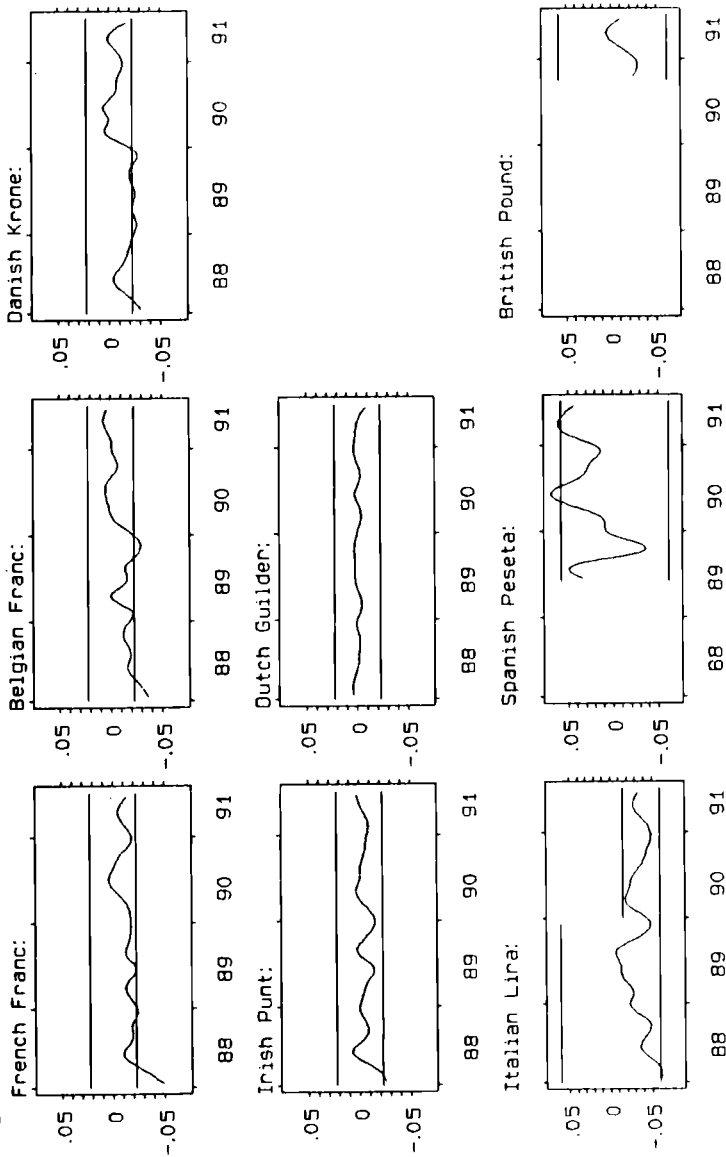 French Franc:
.05
0
-.05
88 89 90 91
Belgian Franc:
.05
0
-.05
88 89 90 91
Danish Krone:
.05
0
-.05
88 89 90 91
Irish Punt:
.05
0
-.05
88 89 90 91
Dutch Guilder:
.05
0
-.05
88 89 90 91
Italian Lira:
.05
0
-.05
88 89 90 91
Spanish Peseta:
.05
0
-.05
88 89 90 91
British Pound:
.05
0
-.05
88 89 90 91